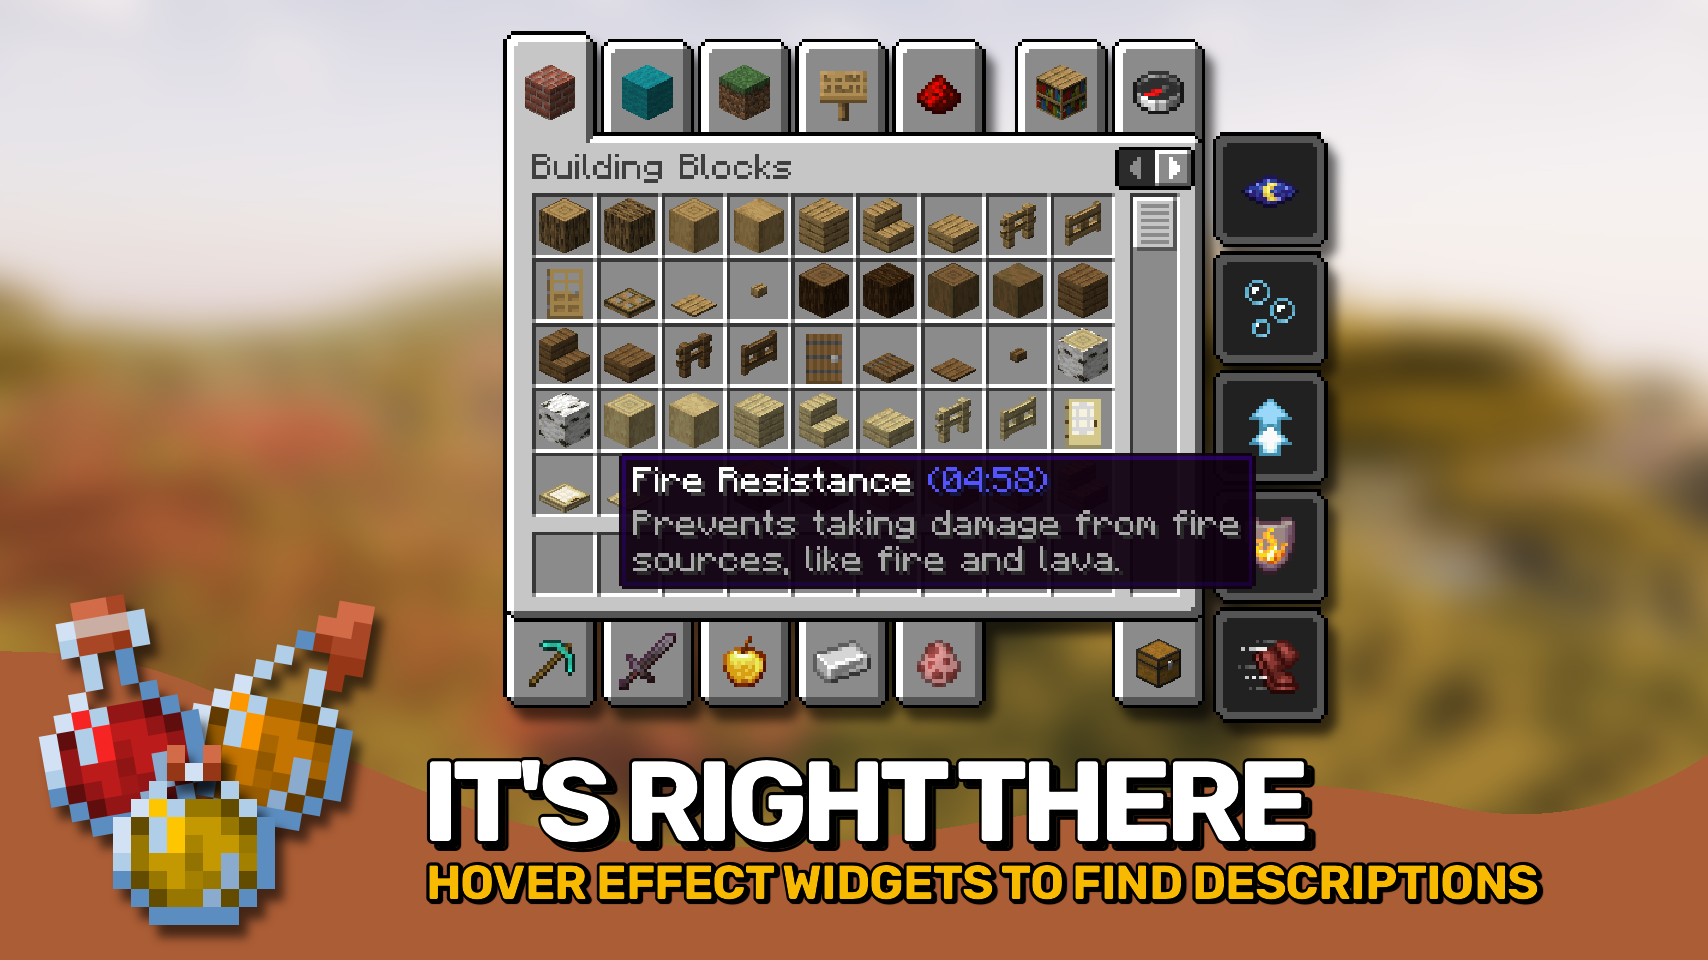 Building Blocks
Fire Resistance (04:58)
Prevents taking damage from fire
sources, like fire and lava.
IT'S RIGHT THERE
HOVER EFFECT WIDGETS TO FIND DESCRIPTIONS